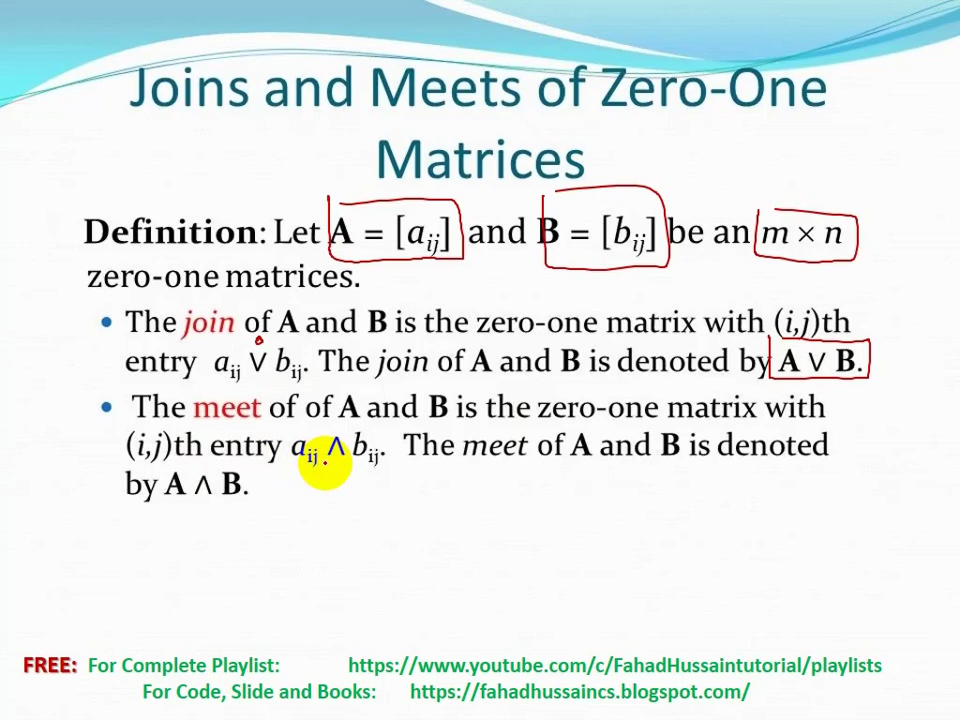 Joins and Meets of Zero-One
Matrices
Definition: Let A = [aij] and B = [bij] be an m × n
zero-one matrices.
• The join of A and B is the zero-one matrix with (i,j)th
entry aij ∨ bij. The join of A and B is denoted by A ∨ B.
• The meet of of A and B is the zero-one matrix with
(i,j)th entry aij ∧ bij. The meet of A and B is denoted
by A ∧ B.
FREE: For Complete Playlist: https://www.youtube.com/c/FahadHussaintutorial/playlists
For Code, Slide and Books: https://fahadhussaincs.blogspot.com/